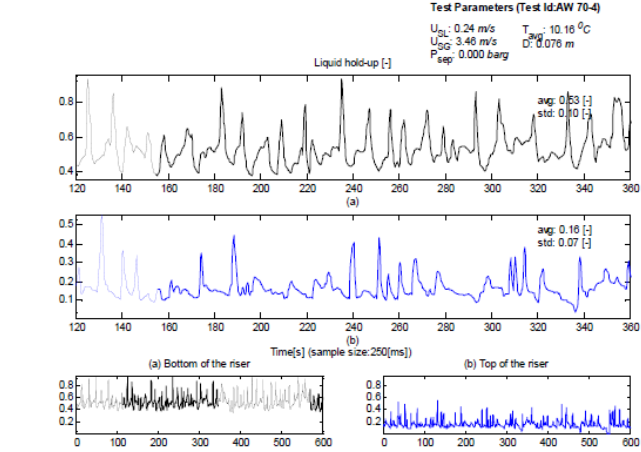 Test Parameters (Test Id:AW 70-4)
U_SL: 0.24 m/s T_avg: 10.16 ⁰C
U_SG: 3.46 m/s D: 0.076 m
P_sep: 0.000 barg
Liquid hold-up [-]
avg: 0.53 [-]
std: 0.10 [-]
0.8
0.6
0.4
120 140 160 180 200 220 240 260 280 300 320 340 360
(a)
avg: 0.16 [-]
std: 0.07 [-]
0.5
0.4
0.3
0.2
0.1
120 140 160 180 200 220 240 260 280 300 320 340 360
(b)
Time[s] (sample size:250[ms])
(a) Bottom of the riser (b) Top of the riser
0.8 0.8
0.6 0.6
0.4 0.4
0.2 0.2
0 100 200 300 400 500 600 0 100 200 300 400 500 600